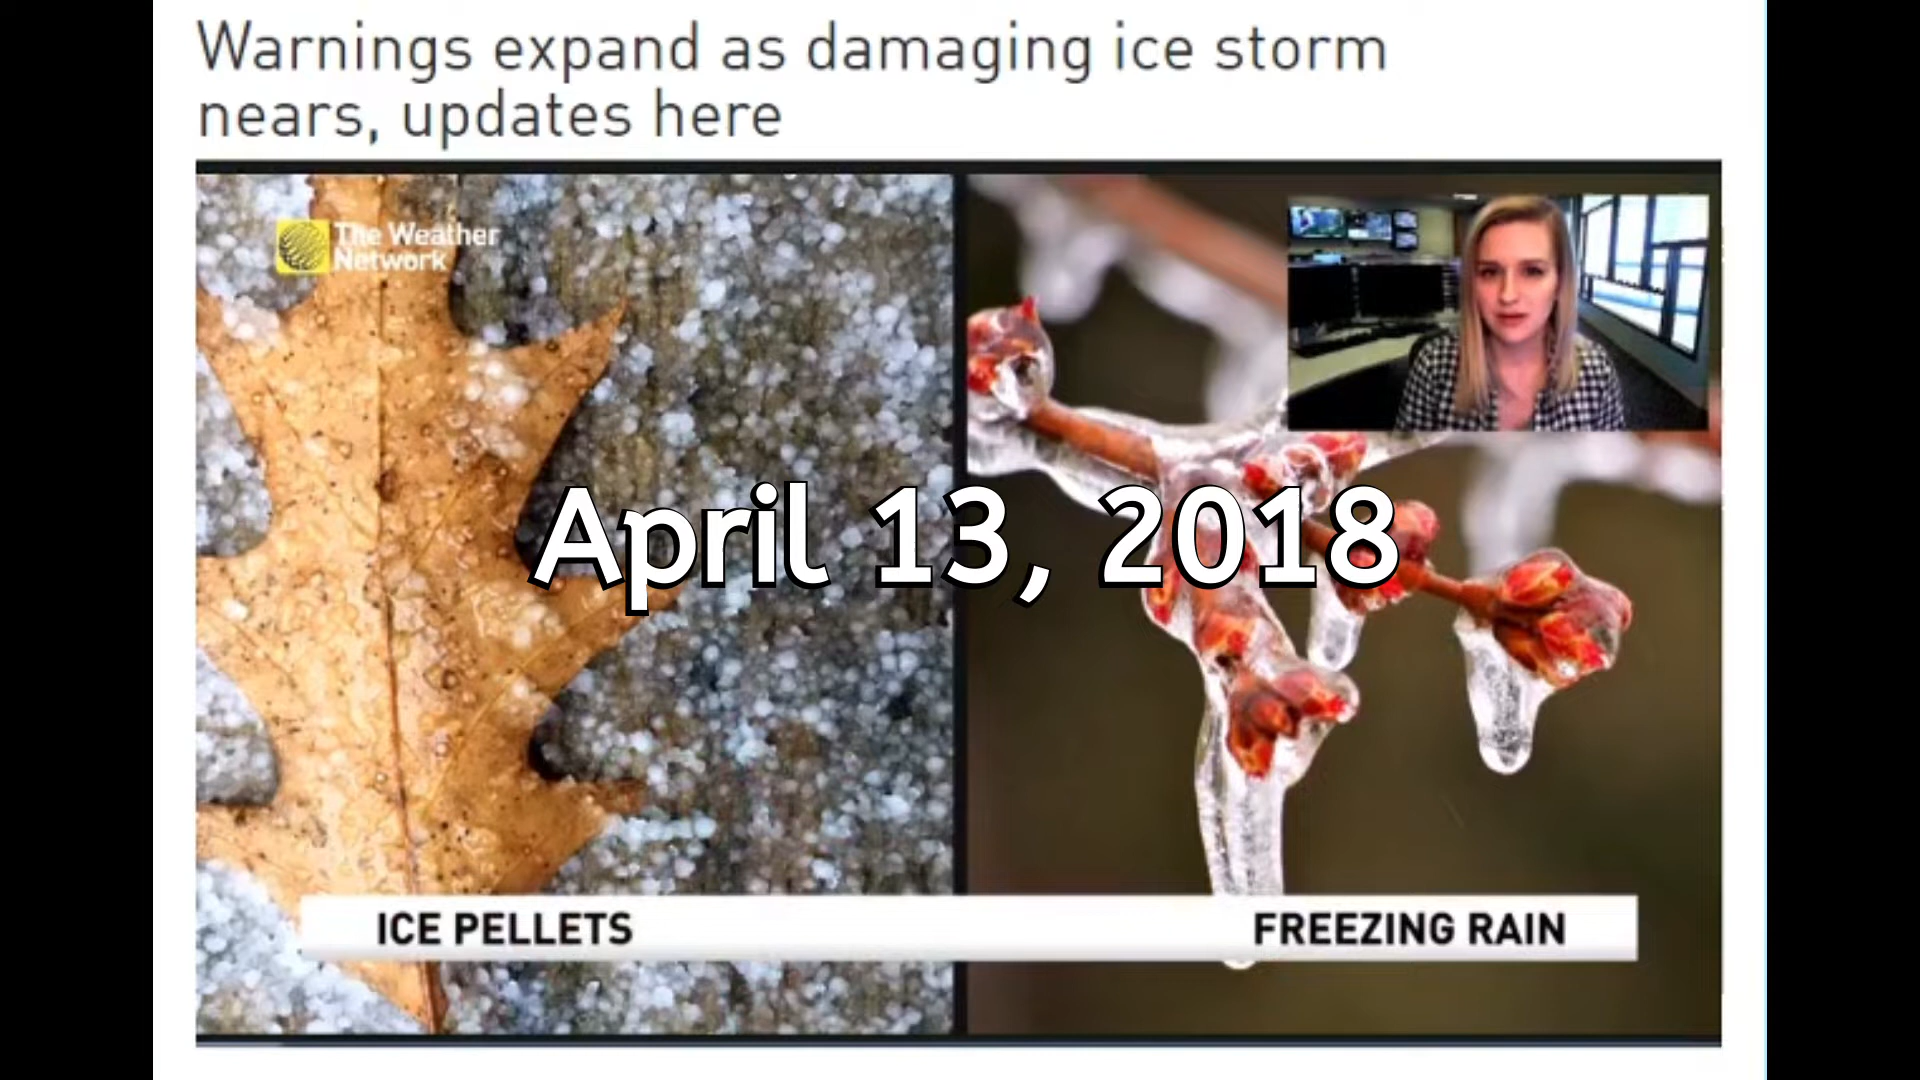 Warnings expand as damaging ice storm
nears, updates here
The Weather
Network
April 13, 2018
ICE PELLETS
FREEZING RAIN